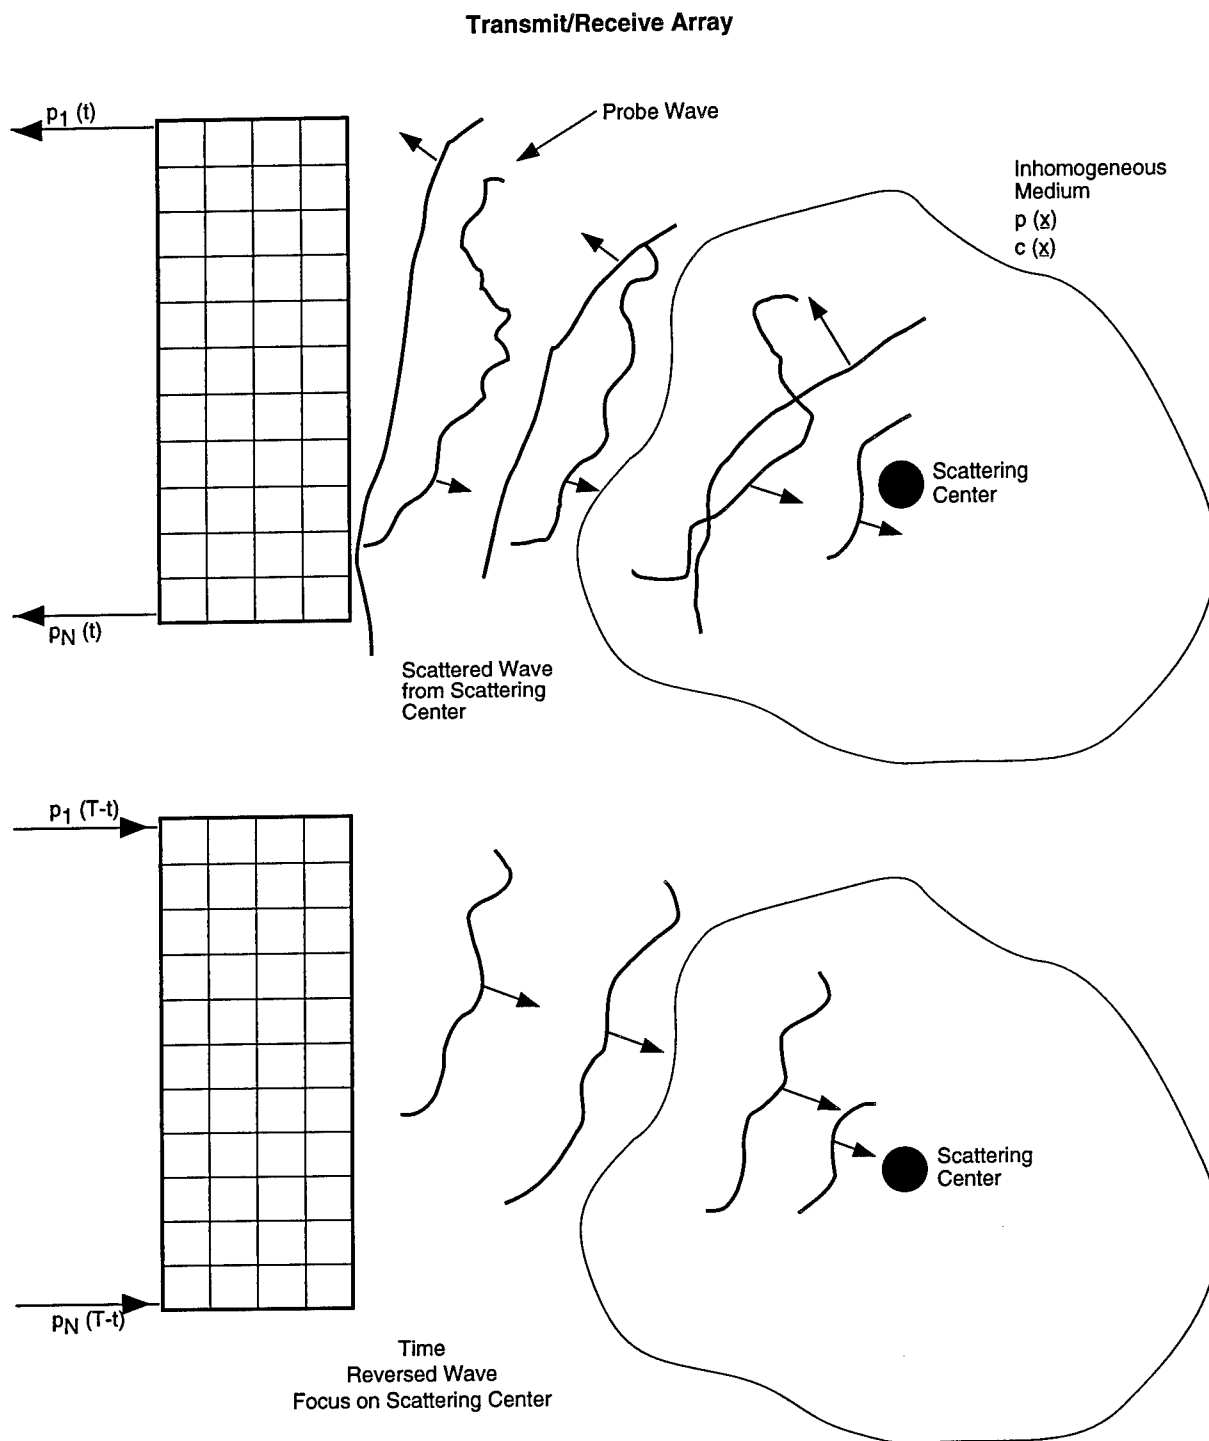 Transmit/Receive Array
p1 (t)
Probe Wave
Inhomogeneous
Medium
p (x)
c (x)
Scattering
Center
pN (t)
Scattered Wave
from Scattering
Center
p1 (T-t)
Scattering
Center
pN (T-t)
Time
Reversed Wave
Focus on Scattering Center